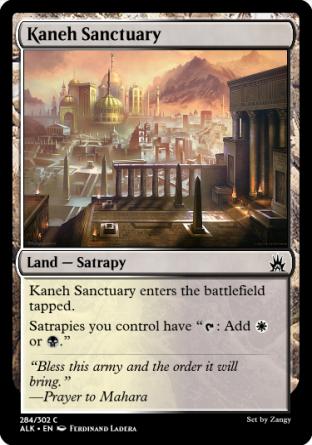 Kaneh Sanctuary
Land — Satrapy
Kaneh Sanctuary enters the battlefield
tapped.
Satrapies you control have “: Add
or .”
“Bless this army and the order it
will bring.”
—Prayer to Mahara
284/302 C
Set by Zangy
ALK • EN Ferdinand Ladera